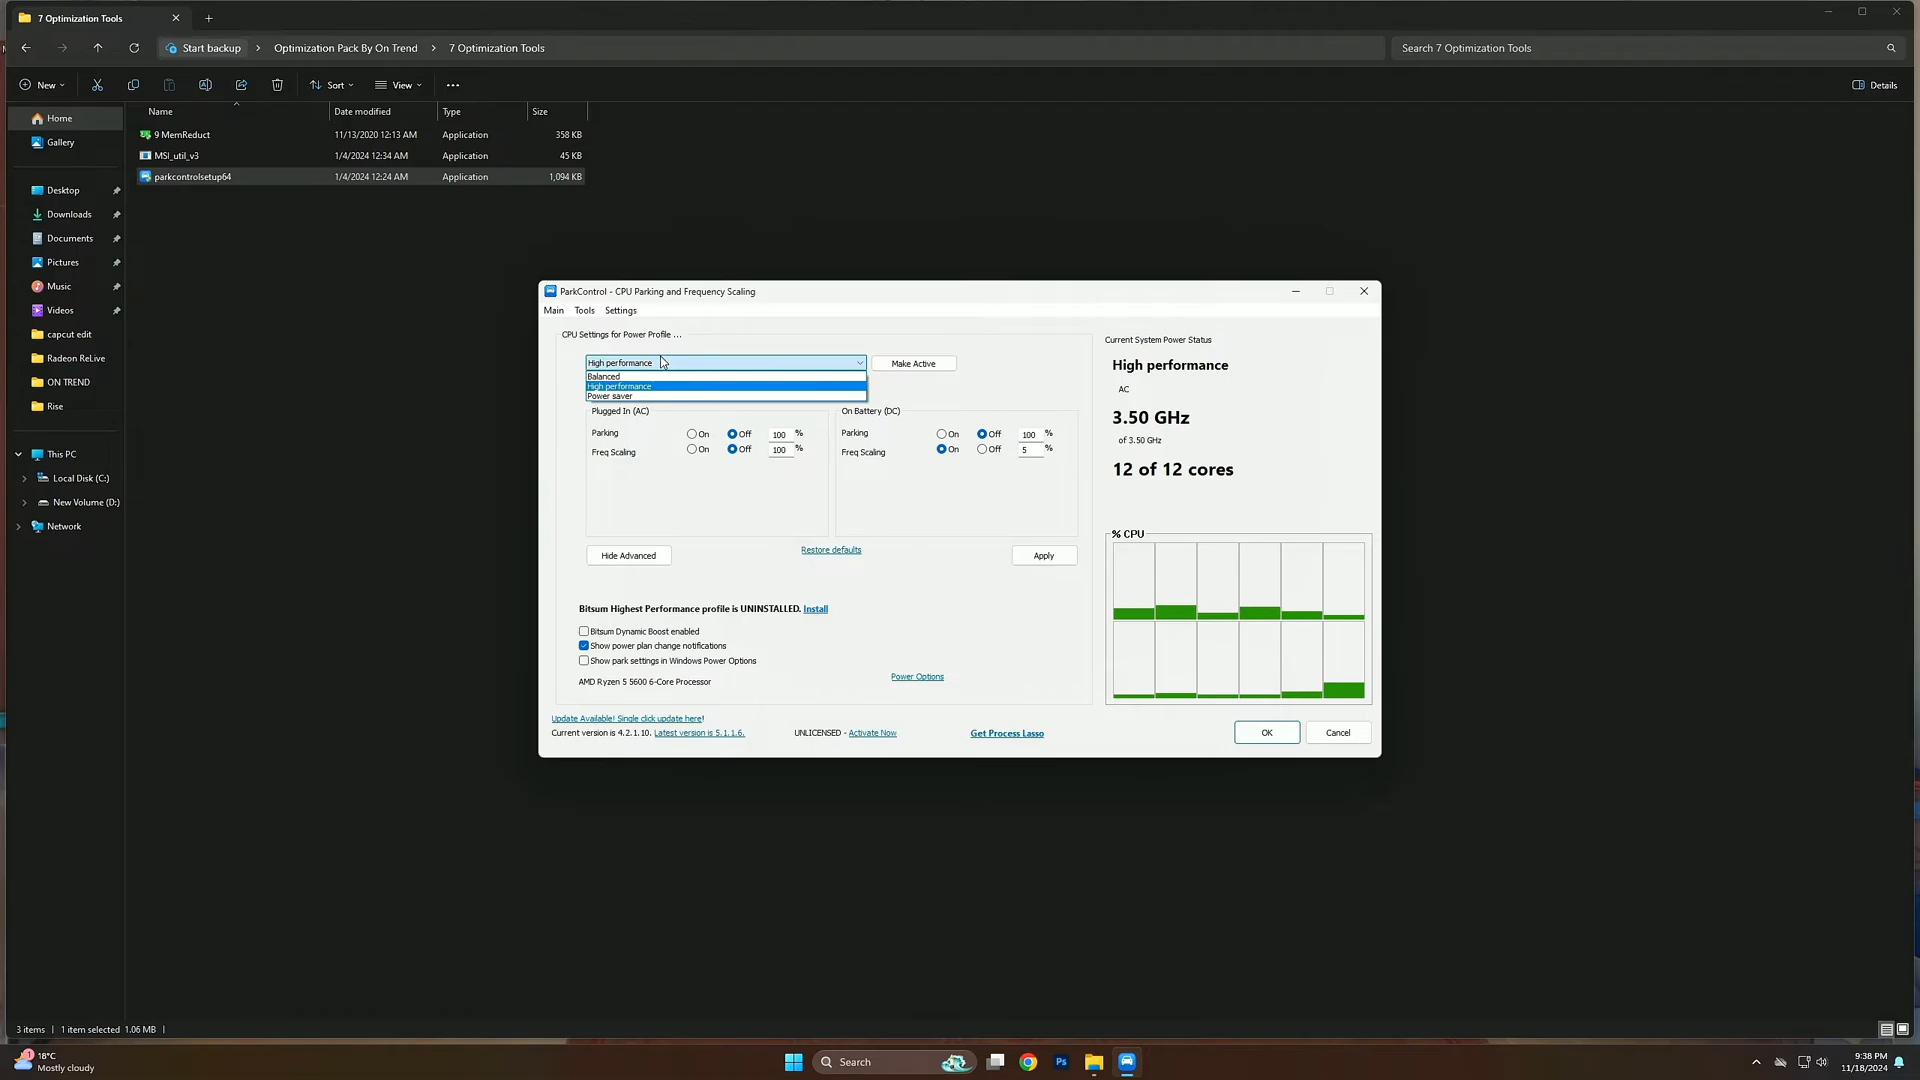 7 Optimization Tools
Start backup > Optimization Pack By On Trend > 7 Optimization Tools
Search 7 Optimization Tools
New
Sort
View
Details
Name
Date modified
Type
Size
9 MemReduct
11/13/2020 12:13 AM
Application
358 KB
MSI_util_v3
1/4/2024 12:34 AM
Application
45 KB
parkcontrolsetup64
1/4/2024 12:24 AM
Application
1,094 KB
Home
Gallery
Desktop
Downloads
Documents
Pictures
Music
Videos
capcut edit
Radeon ReLive
ON TREND
Rise
This PC
Local Disk (C:)
New Volume (D:)
Network
ParkControl - CPU Parking and Frequency Scaling
Main
Tools
Settings
CPU Settings for Power Profile ...
High performance
Make Active
Balanced
High performance
Power saver
Plugged In (AC)
Parking
On
Off
100 %
Freq Scaling
On
Off
100 %
On Battery (DC)
Parking
On
Off
100 %
Freq Scaling
On
Off
5 %
Hide Advanced
Restore defaults
Apply
Bitsum Highest Performance profile is UNINSTALLED. Install
Bitsum Dynamic Boost enabled
Show power plan change notifications
Show park settings in Windows Power Options
AMD Ryzen 5 5600 6-Core Processor
Power Options
Current System Power Status
High performance
AC
3.50 GHz
of 3.50 GHz
12 of 12 cores
% CPU
Update Available! Single click update here!
Current version is 4.2.1.10. Latest version is 5.1.1.6.
UNLICENSED - Activate Now
Get Process Lasso
OK
Cancel
3 items
1 item selected 1.06 MB
1
18°C
Mostly cloudy
Search
Ps
9:38 PM
11/18/2024